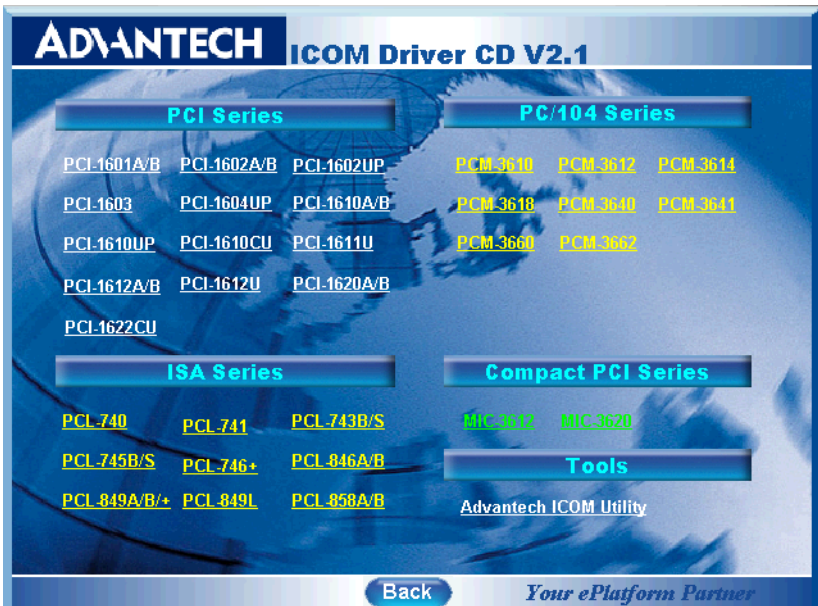 ADVANTECH ICOM Driver CD V2.1
PCI Series
PCI-1601A/B PCI-1602A/B PCI-1602UP
PCI-1603 PCI-1604UP PCI-1610A/B
PCI-1610UP PCI-1610CU PCI-1611U
PCI-1612A/B PCI-1612U PCI-1620A/B
PCI-1622CU
PC/104 Series
PCM-3610 PCM-3612 PCM-3614
PCM-3618 PCM-3640 PCM-3641
PCM-3660 PCM-3662
ISA Series
PCL-740 PCL-741 PCL-743B/S
PCL-745B/S PCL-746+ PCL-846A/B
PCL-849A/B/+ PCL-849L PCL-858A/B
Compact PCI Series
MIC-3612 MIC-3620
Tools
Advantech ICOM Utility
Back
Your ePlatform Partner